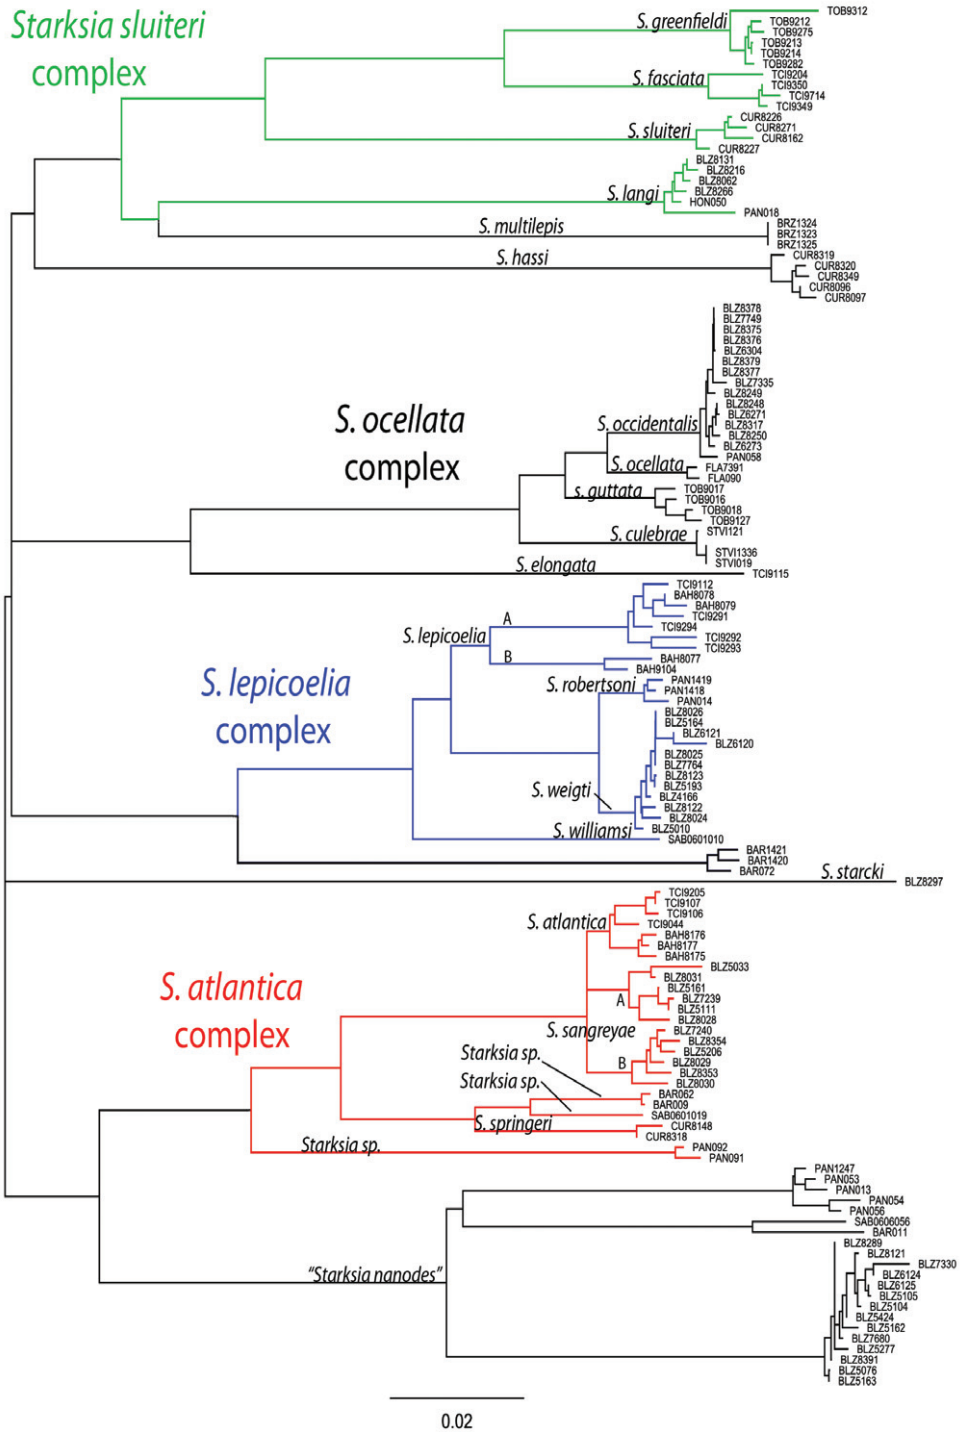 Starksia sluiteri
complex
S. greenfieldi
TOB9312
TOB9212
TOB9275
TOB9213
TOB9214
TOB9282
S. fasciata
TCI9204
TCI9350
TCI9714
TCI9349
S. sluiteri
CUR8226
CUR8271
CUR8162
CUR8227
S. langi
BLZ8131
BLZ8216
BLZ8062
BLZ8266
HON050
PAN018
S. multilepis
BRZ1324
BRZ1323
BRZ1325
S. hassi
CUR8319
CUR8320
CUR8349
CUR8096
CUR8097
S. ocellata
complex
S. occidentalis
BLZ8378
BLZ7749
BLZ8375
BLZ8376
BLZ6304
BLZ8379
BLZ8377
BLZ7335
BLZ8249
BLZ8248
BLZ6271
BLZ8317
BLZ8250
BLZ6273
PAN058
S. ocellata
FLA7391
FLA090
s. guttata
TOB9017
TOB9016
TOB9018
TOB9127
S. culebrae
STVI121
STVI1336
STVI019
S. elongata
TCI9115
S. lepicoelia
complex
S. lepicoelia
A
TCI9112
BAH8078
BAH8079
TCI9291
TCI9294
TCI9292
TCI9293
B
BAH8077
BAH9104
S. robertsoni
PAN1419
PAN1418
PAN014
S. weigti
BLZ8026
BLZ5164
BLZ6121
BLZ6120
BLZ8025
BLZ7764
BLZ8123
BLZ5193
BLZ4166
BLZ8122
BLZ8024
BLZ5010
S. williamsi
SAB0601010
BAR1421
BAR1420
BAR072
S. starcki
BLZ8297
S. atlantica
complex
S. atlantica
TCI9205
TCI9107
TCI9106
TCI9044
BAH8176
BAH8177
BAH8175
S. sangreyae
A
BLZ5033
BLZ8031
BLZ5161
BLZ7239
BLZ5111
BLZ8028
B
BLZ7240
BLZ8354
BLZ5206
BLZ8029
BLZ8353
BLZ8030
Starksia sp.
BAR062
BAR009
Starksia sp.
SAB0601019
S. springeri
CUR8148
CUR8318
Starksia sp.
PAN092
PAN091
"Starksia nanodes"
PAN1247
PAN053
PAN013
PAN054
PAN056
SAB0606056
BAR011
BLZ8289
BLZ8121
BLZ7330
BLZ6124
BLZ6125
BLZ5105
BLZ5104
BLZ5424
BLZ5162
BLZ7680
BLZ5277
BLZ8391
BLZ5076
BLZ5163
0.02